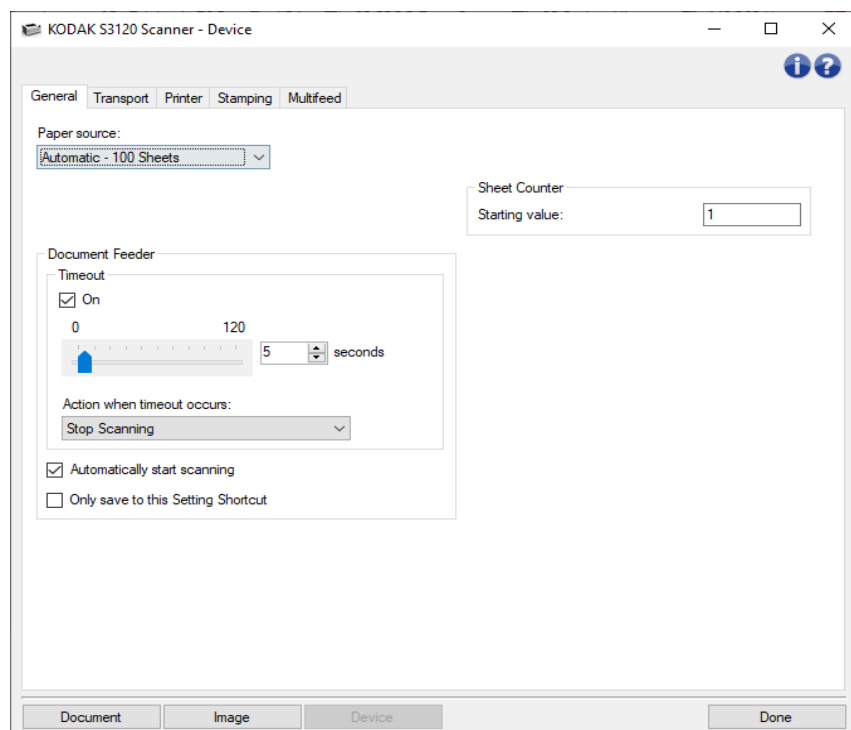 KODAK S3120 Scanner - Device
General Transport Printer Stamping Multifeed
Paper source:
Automatic - 100 Sheets
Sheet Counter
Starting value: 1
Document Feeder
Timeout
On
0 120
5 seconds
Action when timeout occurs:
Stop Scanning
Automatically start scanning
Only save to this Setting Shortcut
Document Image Device Done